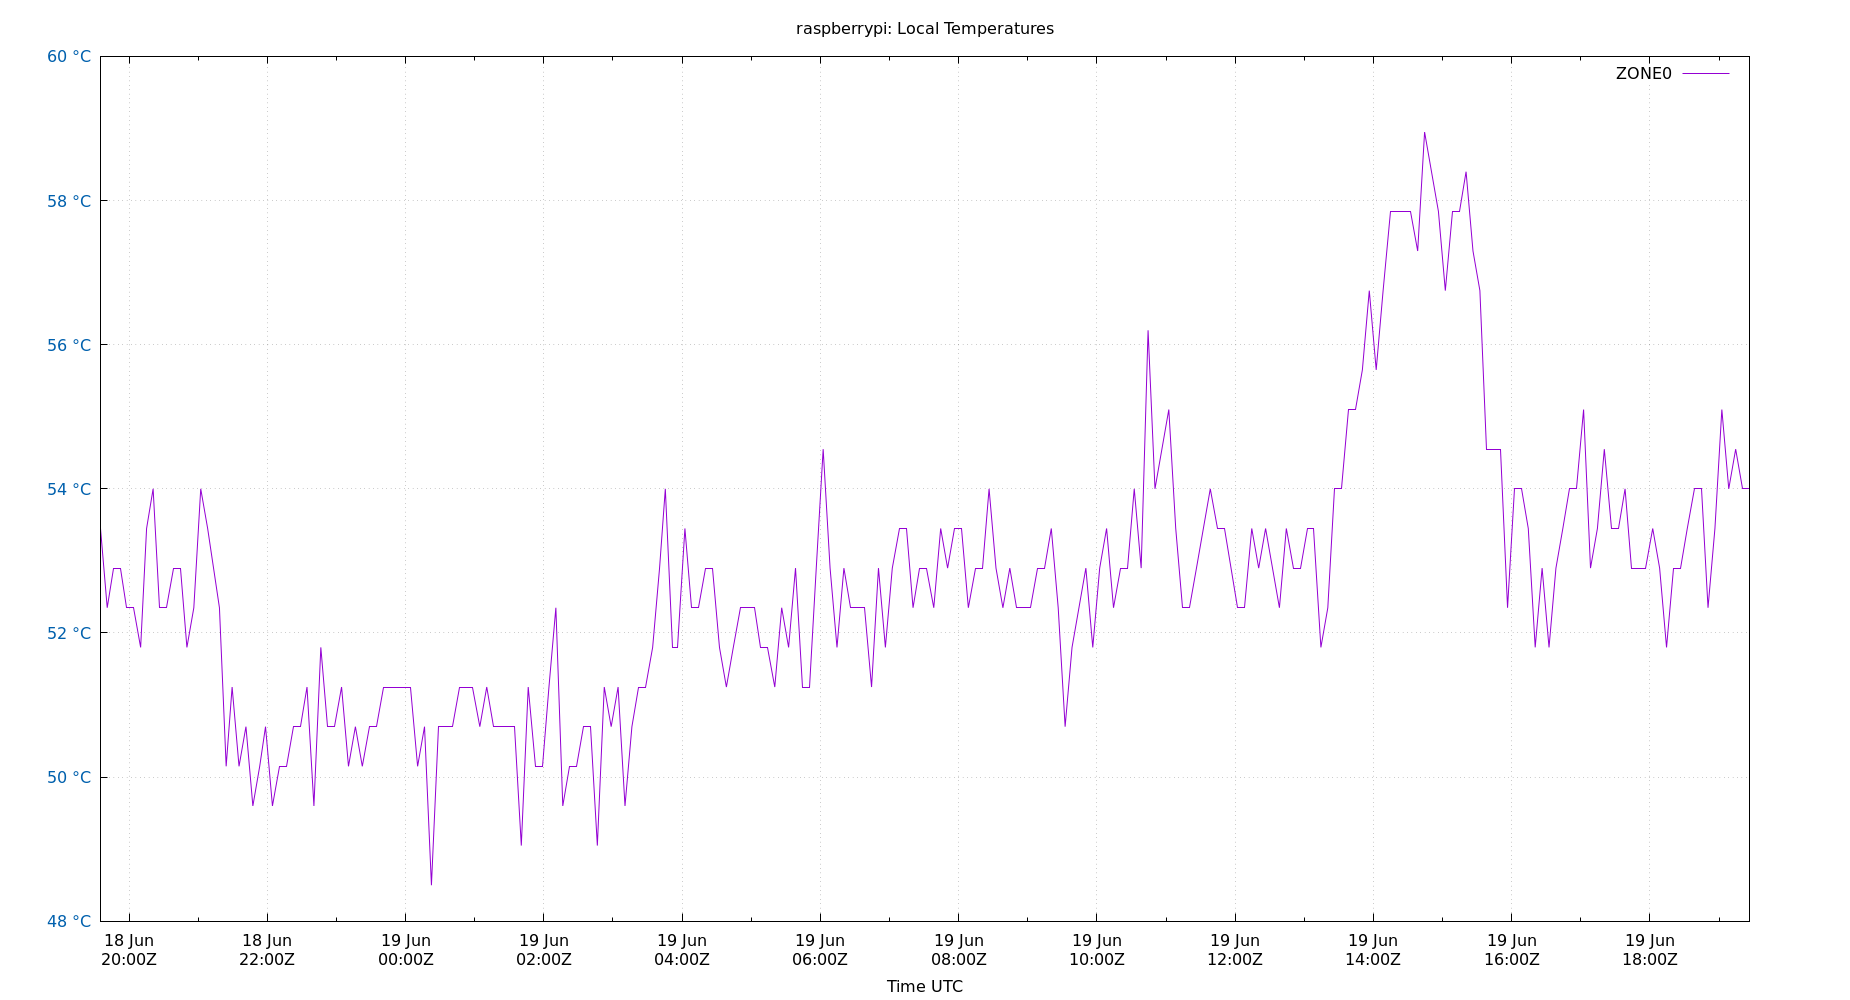 raspberrypi: Local Temperatures
60 °C
ZONE0
58 °C
56 °C
54 °C
52 °C
50 °C
48 °C
18 Jun 18 Jun 19 Jun 19 Jun 19 Jun 19 Jun 19 Jun 19 Jun 19 Jun 19 Jun 19 Jun 19 Jun
20:00Z 22:00Z 00:00Z 02:00Z 04:00Z 06:00Z 08:00Z 10:00Z 12:00Z 14:00Z 16:00Z 18:00Z
Time UTC